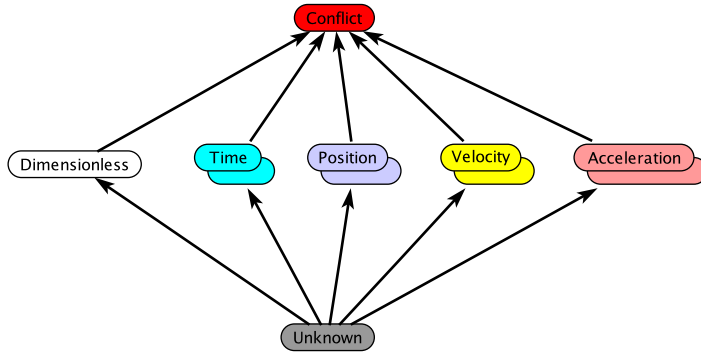 Conflict
Dimensionless
Time
Position
Velocity
Acceleration
Unknown